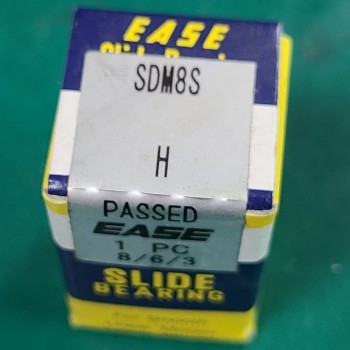 EASE
SDM8S
H
PASSED
EASE
1 PC
8/6/3
SLIDE
BEARING